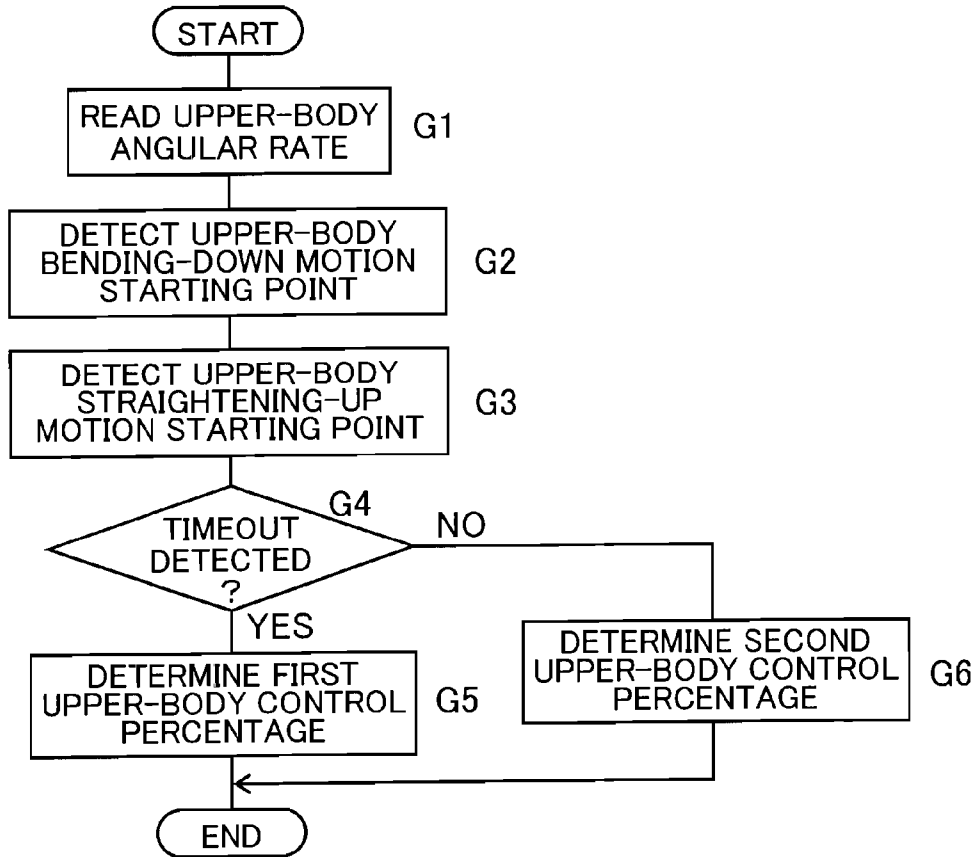 START
READ UPPER-BODY
ANGULAR RATE
G1
DETECT UPPER-BODY
BENDING-DOWN MOTION
STARTING POINT
G2
DETECT UPPER-BODY
STRAIGHTENING-UP
MOTION STARTING POINT
G3
G4
TIMEOUT
DETECTED
?
NO
YES
DETERMINE FIRST
UPPER-BODY CONTROL
PERCENTAGE
G5
DETERMINE SECOND
UPPER-BODY CONTROL
PERCENTAGE
G6
END